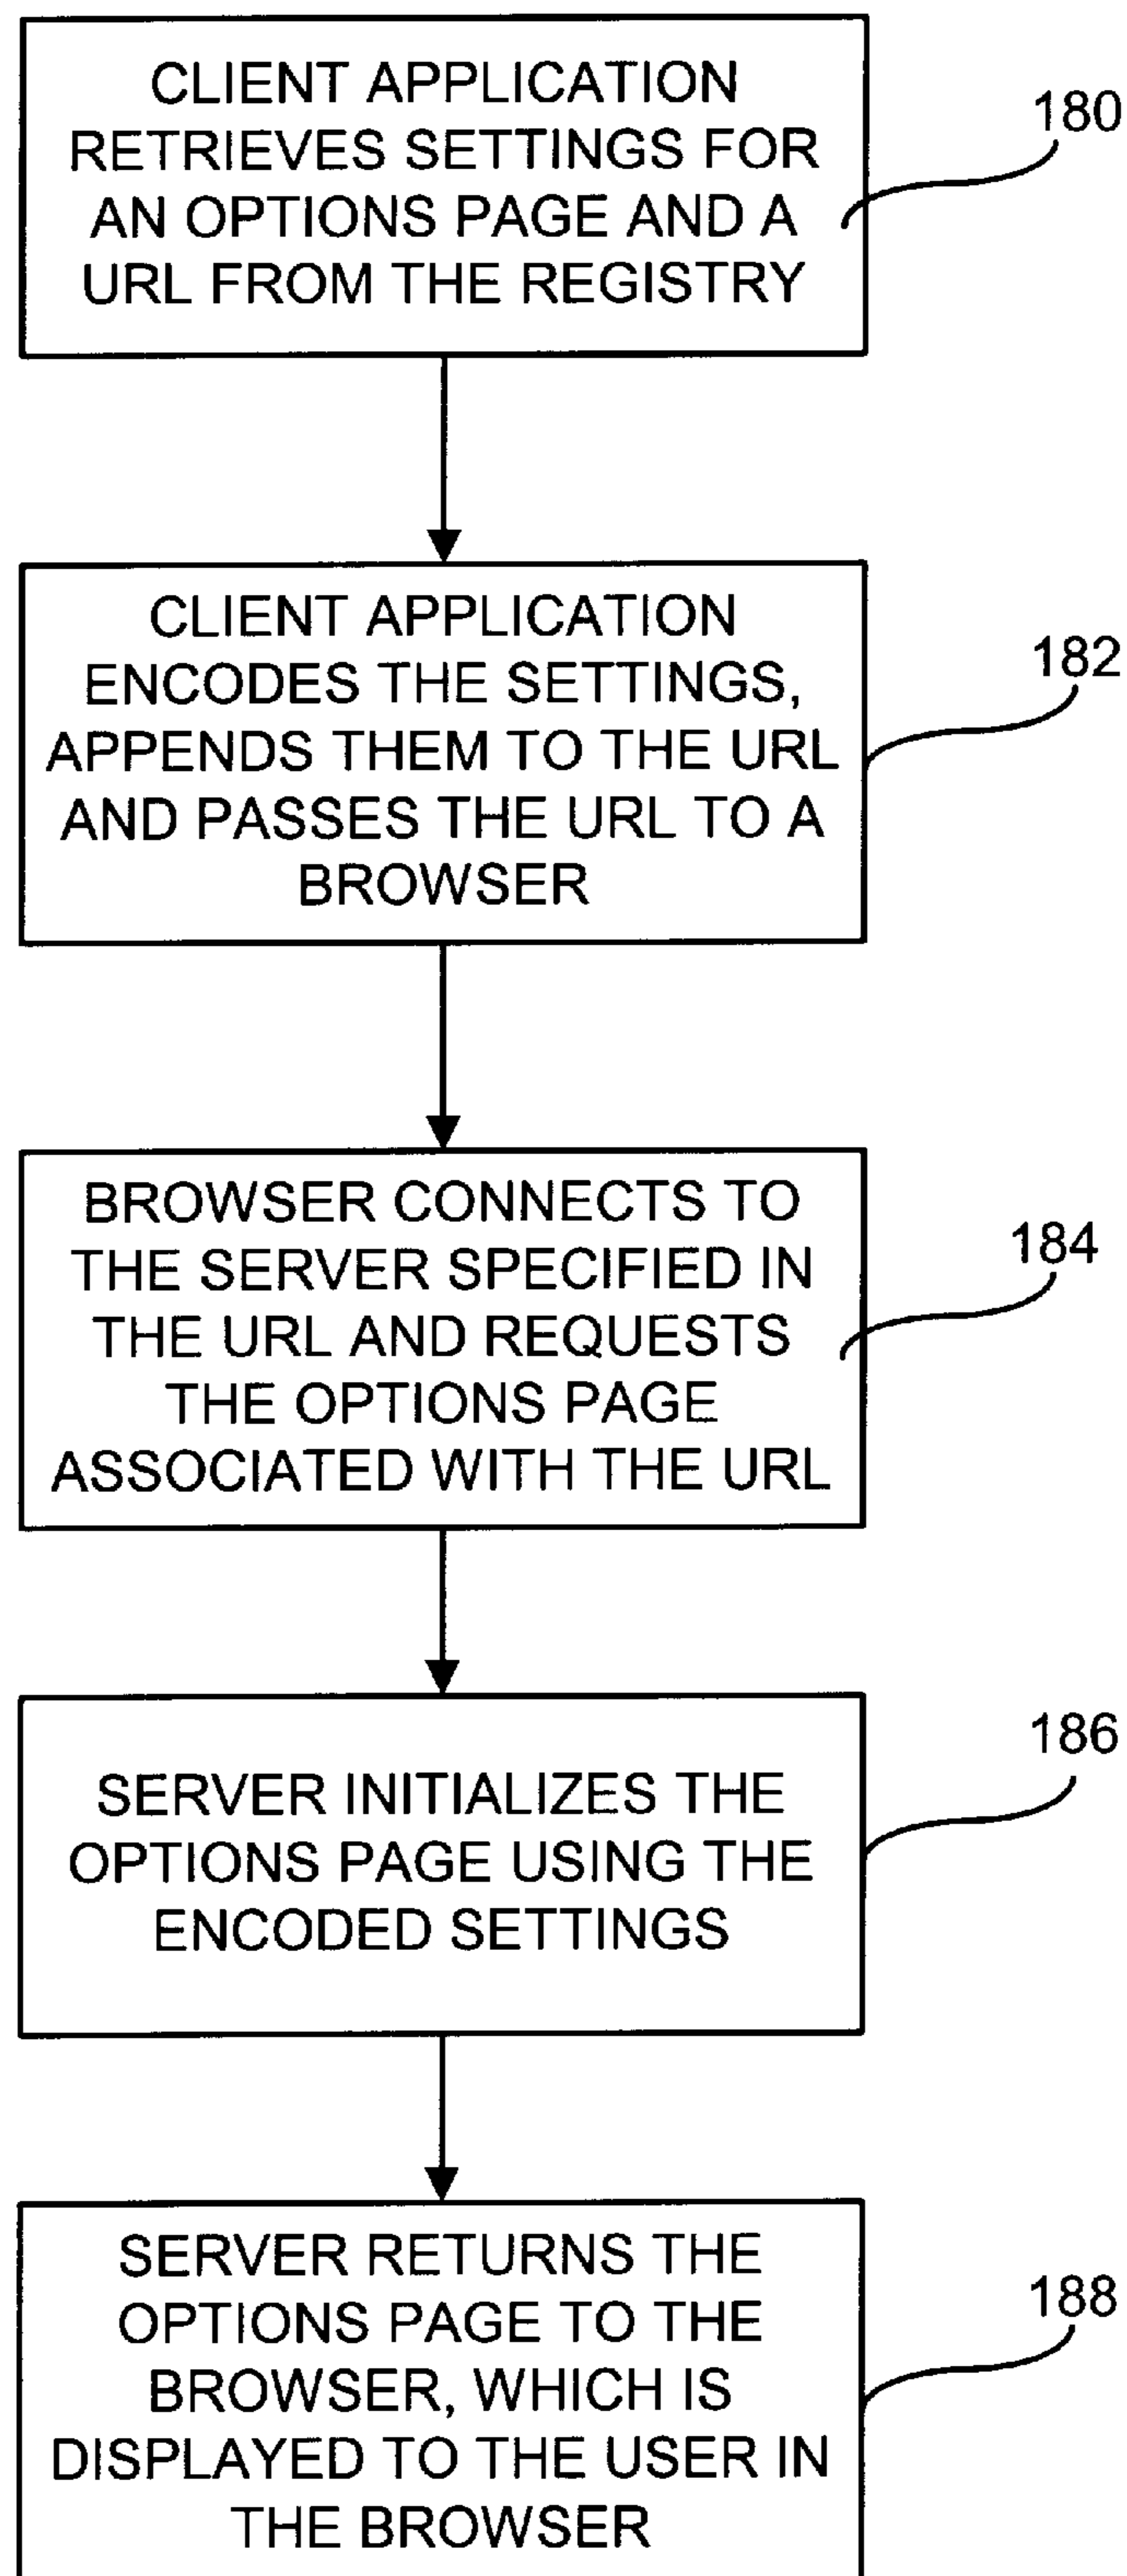 CLIENT APPLICATION
RETRIEVES SETTINGS FOR
AN OPTIONS PAGE AND A
URL FROM THE REGISTRY
180
CLIENT APPLICATION
ENCODES THE SETTINGS,
APPENDS THEM TO THE URL
AND PASSES THE URL TO A
BROWSER
182
BROWSER CONNECTS TO
THE SERVER SPECIFIED IN
THE URL AND REQUESTS
THE OPTIONS PAGE
ASSOCIATED WITH THE URL
184
SERVER INITIALIZES THE
OPTIONS PAGE USING THE
ENCODED SETTINGS
186
SERVER RETURNS THE
OPTIONS PAGE TO THE
BROWSER, WHICH IS
DISPLAYED TO THE USER IN
THE BROWSER
188